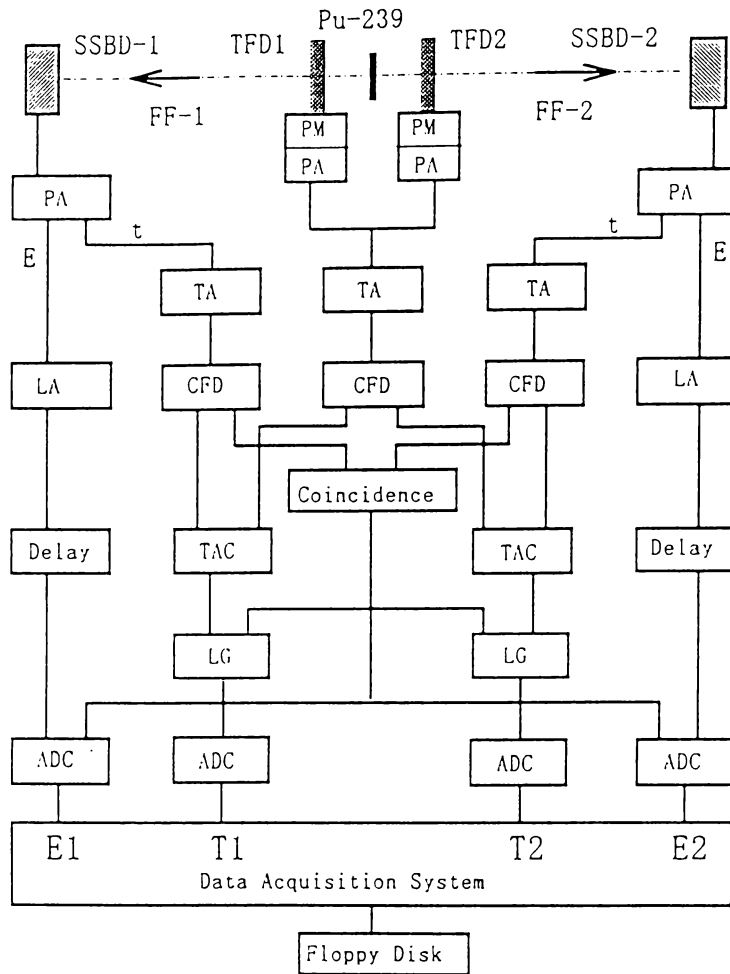 Pu-239
SSBD-1 TFD1 TFD2 SSBD-2
FF-1 FF-2
PM PM
PA PA
PA PA
t t
E E
TA TA TA
LA CFD CFD CFD LA
Coincidence
Delay TAC TAC Delay
LG LG
ADC ADC ADC ADC
E1 T1 T2 E2
Data Acquisition System
Floppy Disk